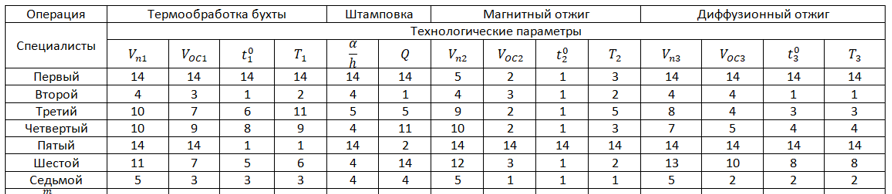 Операция Термообработка бухты Штамповка Магнитный отжиг Диффузионный отжиг
Специалисты Технологические параметры
V_{n1} V_{OC1} t_1^0 T_1 α/h Q V_{n2} V_{OC2} t_2^0 T_2 V_{n3} V_{OC3} t_3^0 T_3
Первый 14 14 14 14 14 14 5 2 1 3 14 14 14 14
Второй 4 3 1 2 4 1 4 3 1 2 4 4 1 1
Третий 10 7 6 11 5 5 9 2 1 5 8 4 3 3
Четвертый 10 9 8 9 4 11 10 2 1 3 7 5 4 4
Пятый 14 14 1 1 14 2 14 14 14 14 14 14 14 14
Шестой 11 7 5 6 4 14 12 3 1 2 13 10 8 8
Седьмой 5 3 3 3 4 4 5 1 1 1 5 2 2 2
m